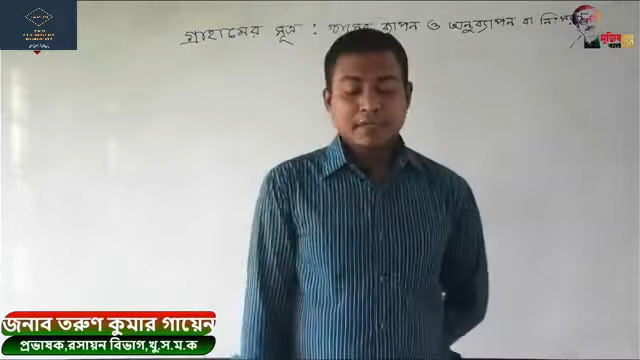 গ্রাহামের সূত্র : গ্যাসের ব্যাপন ও অনুব্যাপন বা
জনাব তরুণ কুমার গায়েন
প্রভাষক,রসায়ন বিভাগ,খু.স.ম.ক